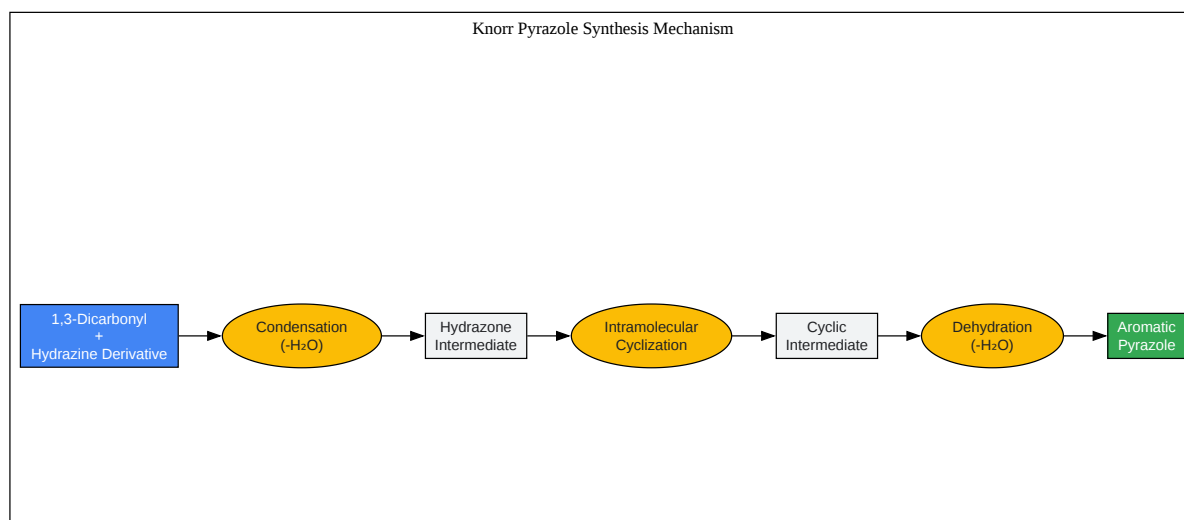 Knorr Pyrazole Synthesis Mechanism
1,3-Dicarbonyl
+
Hydrazine Derivative
Condensation
(-H₂O)
Hydrazone
Intermediate
Intramolecular
Cyclization
Cyclic
Intermediate
Dehydration
(-H₂O)
Aromatic
Pyrazole